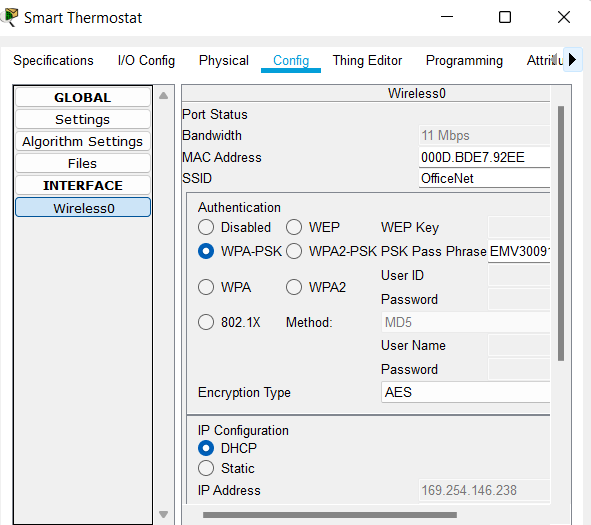 Smart Thermostat
Specifications I/O Config Physical Config Thing Editor Programming
GLOBAL
Settings
Algorithm Settings
Files
INTERFACE
Wireless0
Wireless0
Port Status
Bandwidth 11 Mbps
MAC Address 000D.BDE7.92EE
SSID OfficeNet
Authentication
Disabled WEP WEP Key
WPA-PSK WPA2-PSK PSK Pass Phrase EMV30091
User ID
WPA WPA2
Password
802.1X Method: MD5
User Name
Password
Encryption Type AES
IP Configuration
DHCP
Static
IP Address 169.254.146.238